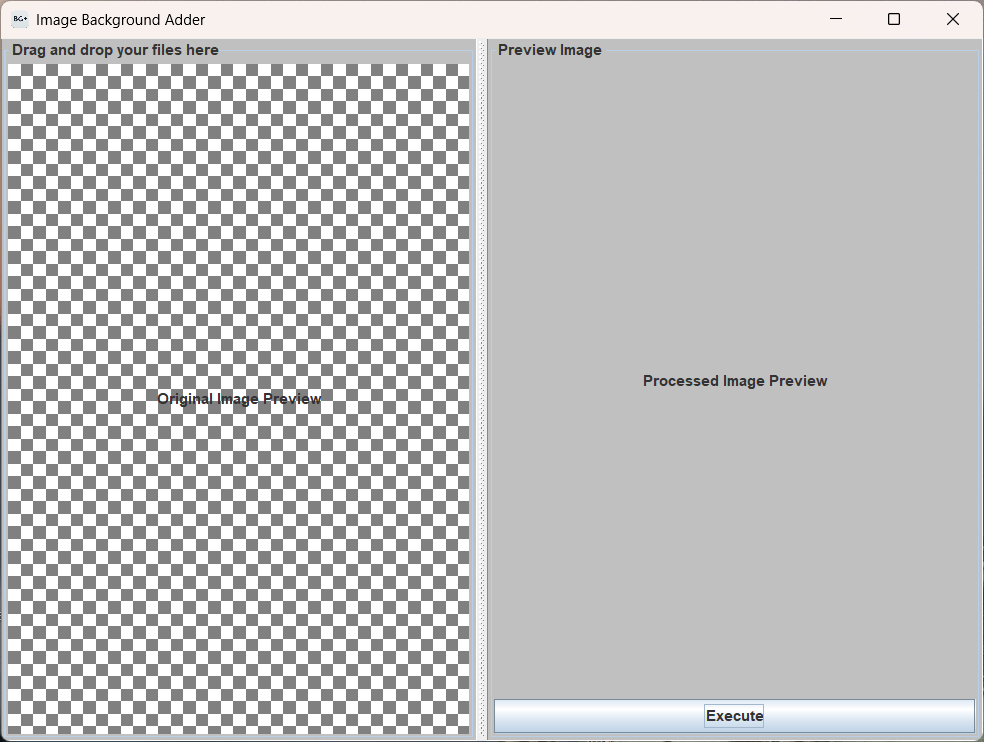 BG+ Image Background Adder
Drag and drop your files here
Original Image Preview
Preview Image
Processed Image Preview
Execute